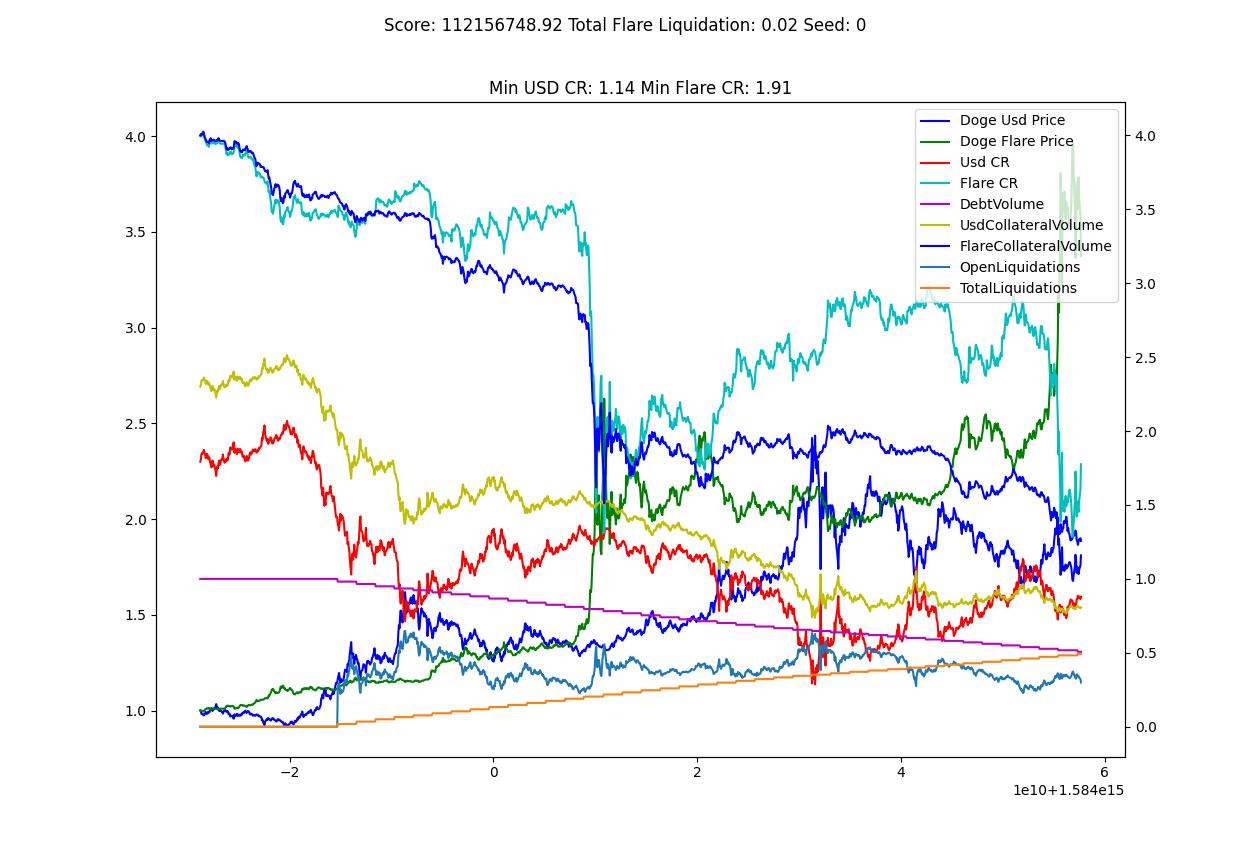 Score: 112156748.92 Total Flare Liquidation: 0.02 Seed: 0
Min USD CR: 1.14 Min Flare CR: 1.91
Doge Usd Price
Doge Flare Price
Usd CR
Flare CR
DebtVolume
UsdCollateralVolume
FlareCollateralVolume
OpenLiquidations
TotalLiquidations
4.0
3.5
3.0
2.5
2.0
1.5
1.0
4.0
3.5
3.0
2.5
2.0
1.5
1.0
0.5
0.0
−2 0 2 4 6
1e10+1.584e15